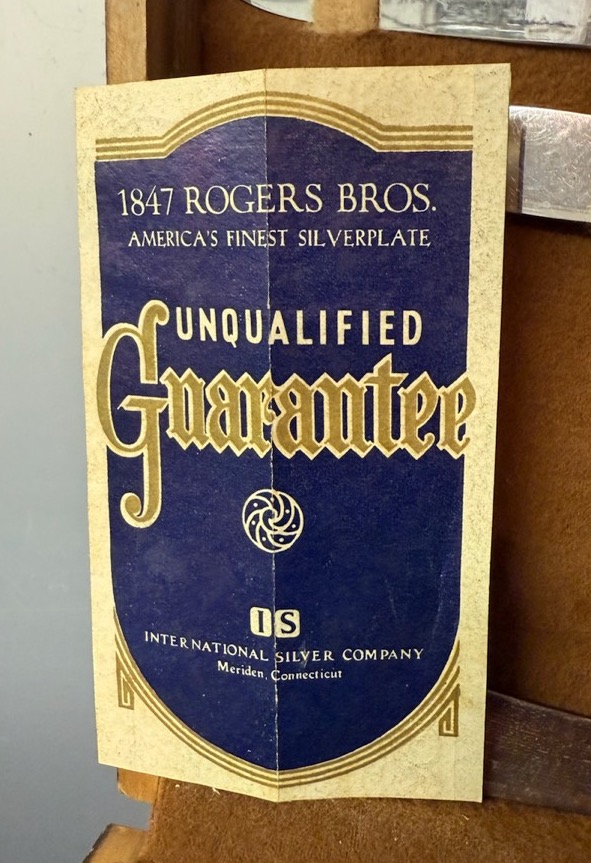 1847 ROGERS BROS.
AMERICA'S FINEST SILVERPLATE
UNQUALIFIED
Guarantee
IS
INTERNATIONAL SILVER COMPANY
Meriden, Connecticut